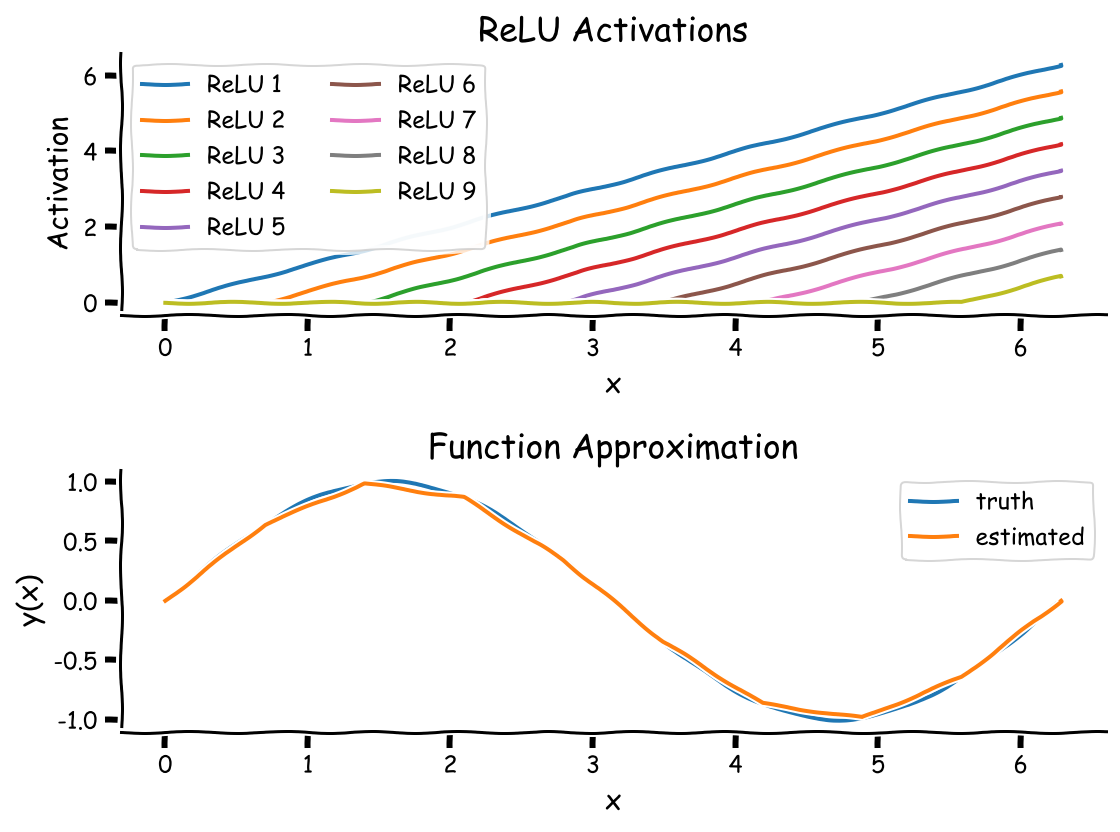 ReLU Activations
Activation
6
4
2
0
ReLU 1
ReLU 2
ReLU 3
ReLU 4
ReLU 5
ReLU 6
ReLU 7
ReLU 8
ReLU 9
0 1 2 3 4 5 6
x
Function Approximation
y(x)
1.0
0.5
0.0
-0.5
-1.0
truth
estimated
0 1 2 3 4 5 6
x